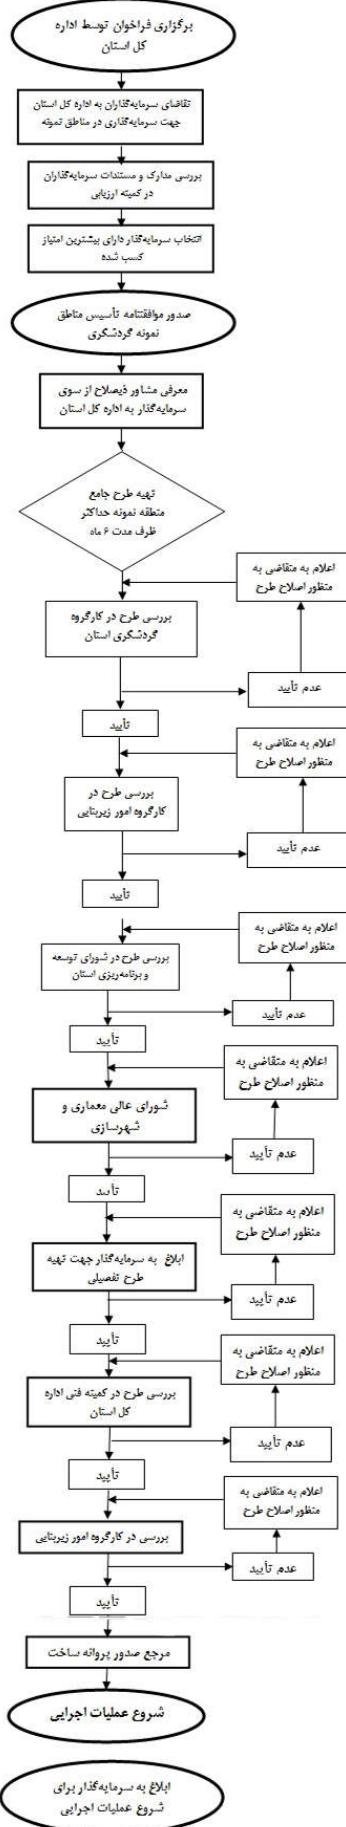 برگزاری فراخوان توسط اداره
کل استان
تقاضای سرمایه‌گذاران به اداره کل استان
جهت سرمایه‌گذاری در مناطق نمونه
بررسی مدارک و مستندات سرمایه‌گذاران
در کمیته ارزیابی
انتخاب سرمایه‌گذار دارای بیشترین امتیاز
کسب شده
صدور موافقتنامه تأسیس مناطق
نمونه گردشگری
معرفی مشاور ذیصلاح از سوی
سرمایه‌گذار به اداره کل استان
تهیه طرح جامع
منطقه نمونه حداکثر
ظرف مدت ۶ ماه
اعلام به متقاضی به
منظور اصلاح طرح
بررسی طرح در کارگروه
گردشگری استان
عدم تأیید
تأیید
اعلام به متقاضی به
منظور اصلاح طرح
بررسی طرح در
کارگروه امور زیربنایی
عدم تأیید
تأیید
اعلام به متقاضی به
منظور اصلاح طرح
بررسی طرح در شورای توسعه
و برنامه‌ریزی استان
عدم تأیید
تأیید
اعلام به متقاضی به
منظور اصلاح طرح
شورای عالی معماری و
شهرسازی
عدم تأیید
تأیید
اعلام به متقاضی به
منظور اصلاح طرح
ابلاغ به سرمایه‌گذار جهت تهیه
طرح تفصیلی
عدم تأیید
تأیید
اعلام به متقاضی به
منظور اصلاح طرح
بررسی طرح در کمیته فنی اداره
کل استان
عدم تأیید
تأیید
اعلام به متقاضی به
منظور اصلاح طرح
بررسی در کارگروه امور زیربنایی
عدم تأیید
تأیید
مرجع صدور پروانه ساخت
شروع عملیات اجرایی
ابلاغ به سرمایه‌گذار برای
شروع عملیات اجرایی